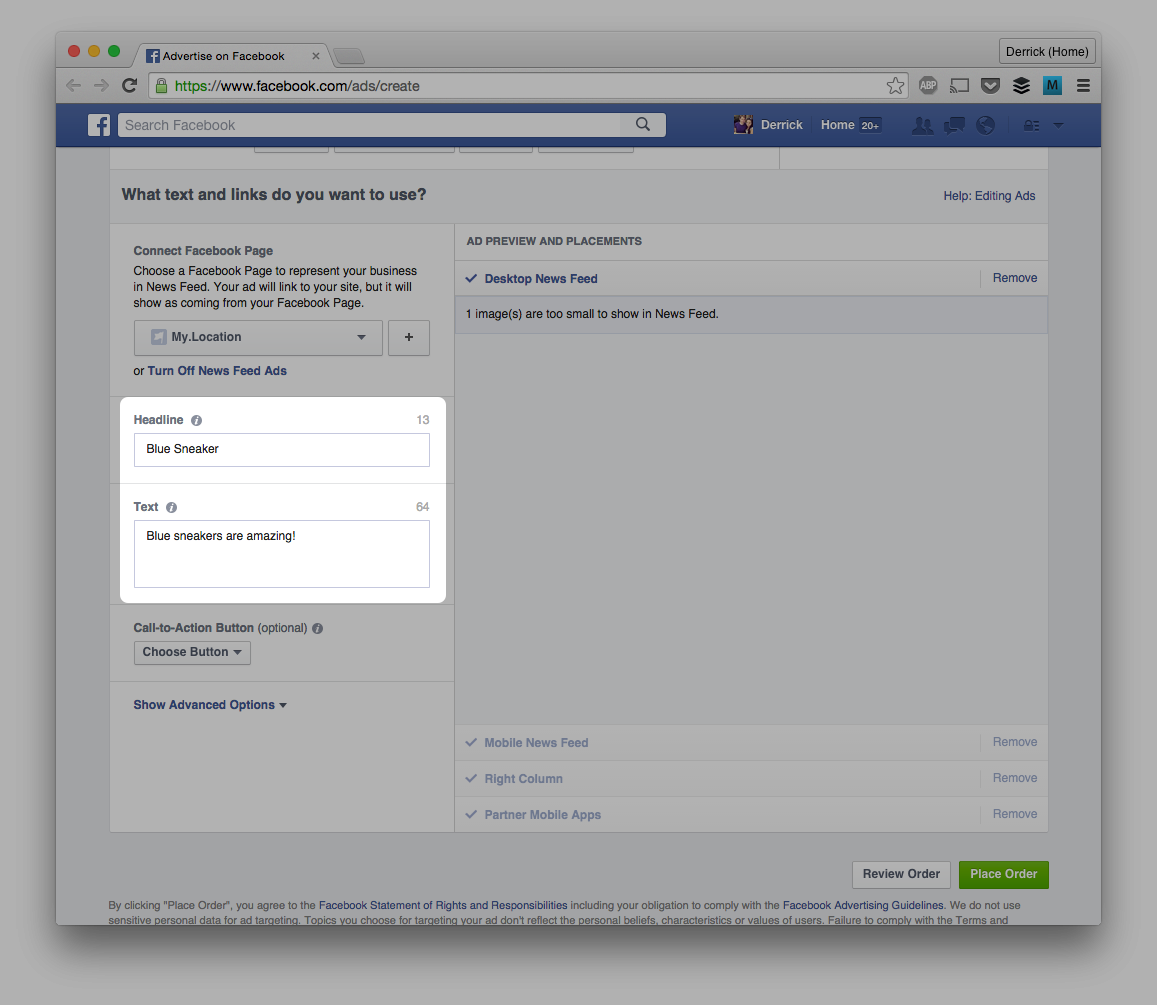 Advertise on Facebook
Derrick (Home)
https://www.facebook.com/ads/create
ABP
M
Search Facebook
Derrick
Home 20+
What text and links do you want to use?
Help: Editing Ads
Connect Facebook Page
Choose a Facebook Page to represent your business
in News Feed. Your ad will link to your site, but it will
show as coming from your Facebook Page.
My.Location
+
or Turn Off News Feed Ads
Headline
13
Blue Sneaker
Text
64
Blue sneakers are amazing!
Call-to-Action Button (optional)
Choose Button
Show Advanced Options
AD PREVIEW AND PLACEMENTS
Desktop News Feed
Remove
1 image(s) are too small to show in News Feed.
Mobile News Feed
Remove
Right Column
Remove
Partner Mobile Apps
Remove
Review Order
Place Order
By clicking "Place Order", you agree to the Facebook Statement of Rights and Responsibilities including your obligation to comply with the Facebook Advertising Guidelines. We do not use
sensitive personal data for ad targeting. Topics you choose for targeting your ad don't reflect the personal beliefs, characteristics or values of users. Failure to comply with the Terms and